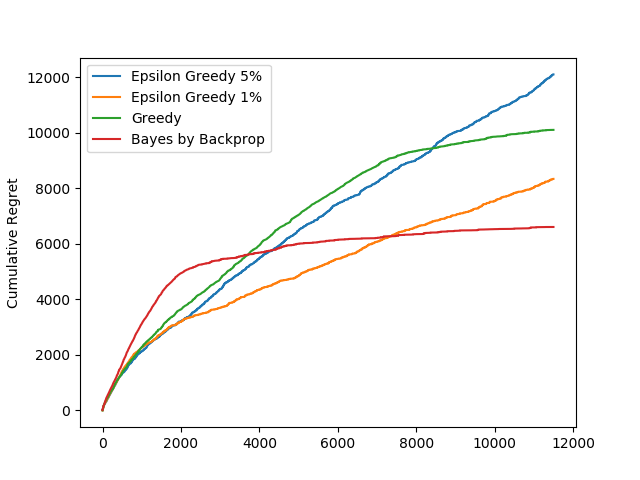 Epsilon Greedy 5%
Epsilon Greedy 1%
Greedy
Bayes by Backprop
Cumulative Regret
12000
10000
8000
6000
4000
2000
0
0 2000 4000 6000 8000 10000 12000